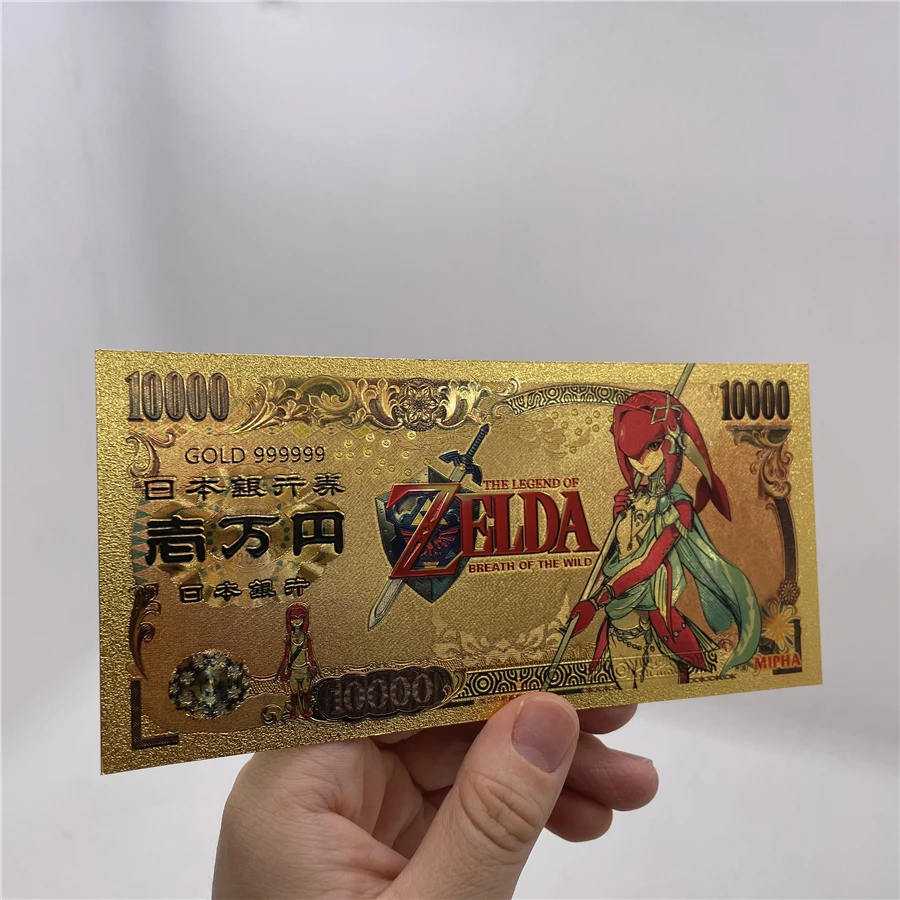 10000
10000
GOLD 999999
日本銀行券
壱万円
日本銀行
THE LEGEND OF
ZELDA
BREATH OF THE WILD
10000
MIPHA